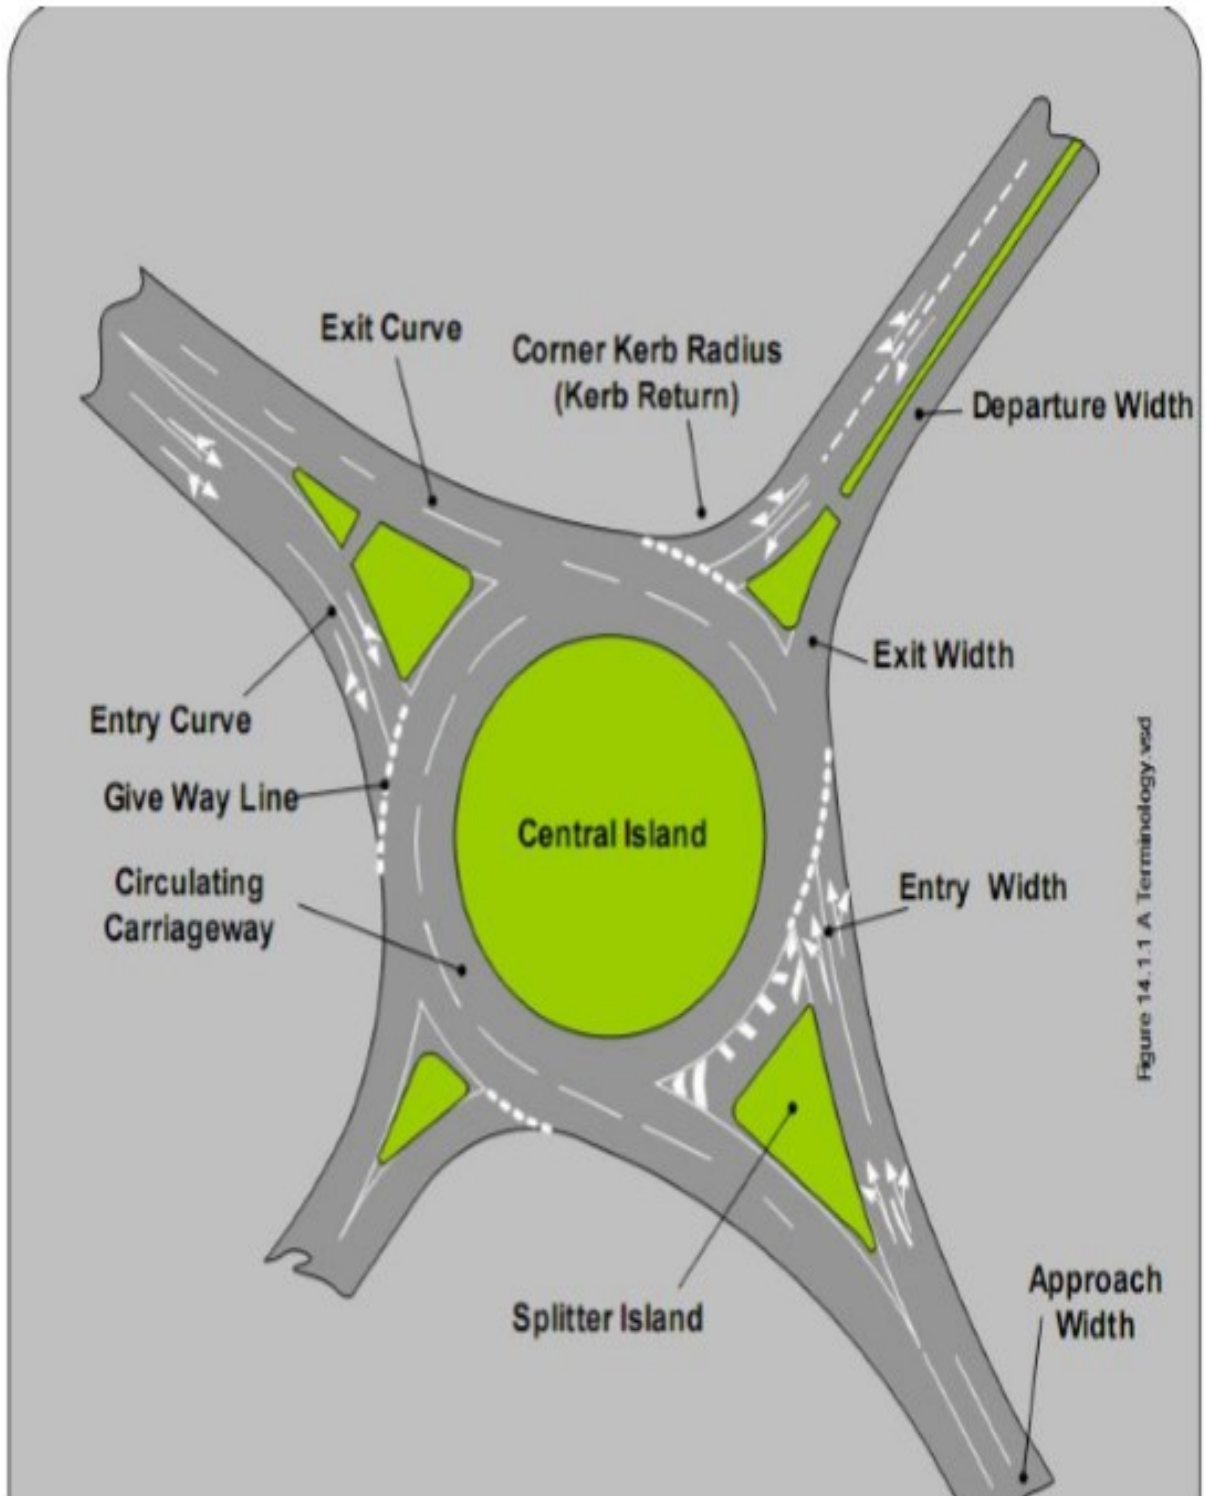 Exit Curve
Corner Kerb Radius
(Kerb Return)
Departure Width
Exit Width
Entry Curve
Give Way Line
Central Island
Circulating
Carriageway
Entry Width
Splitter Island
Approach
Width
Figure 14.1.1 A Terminology.vsd